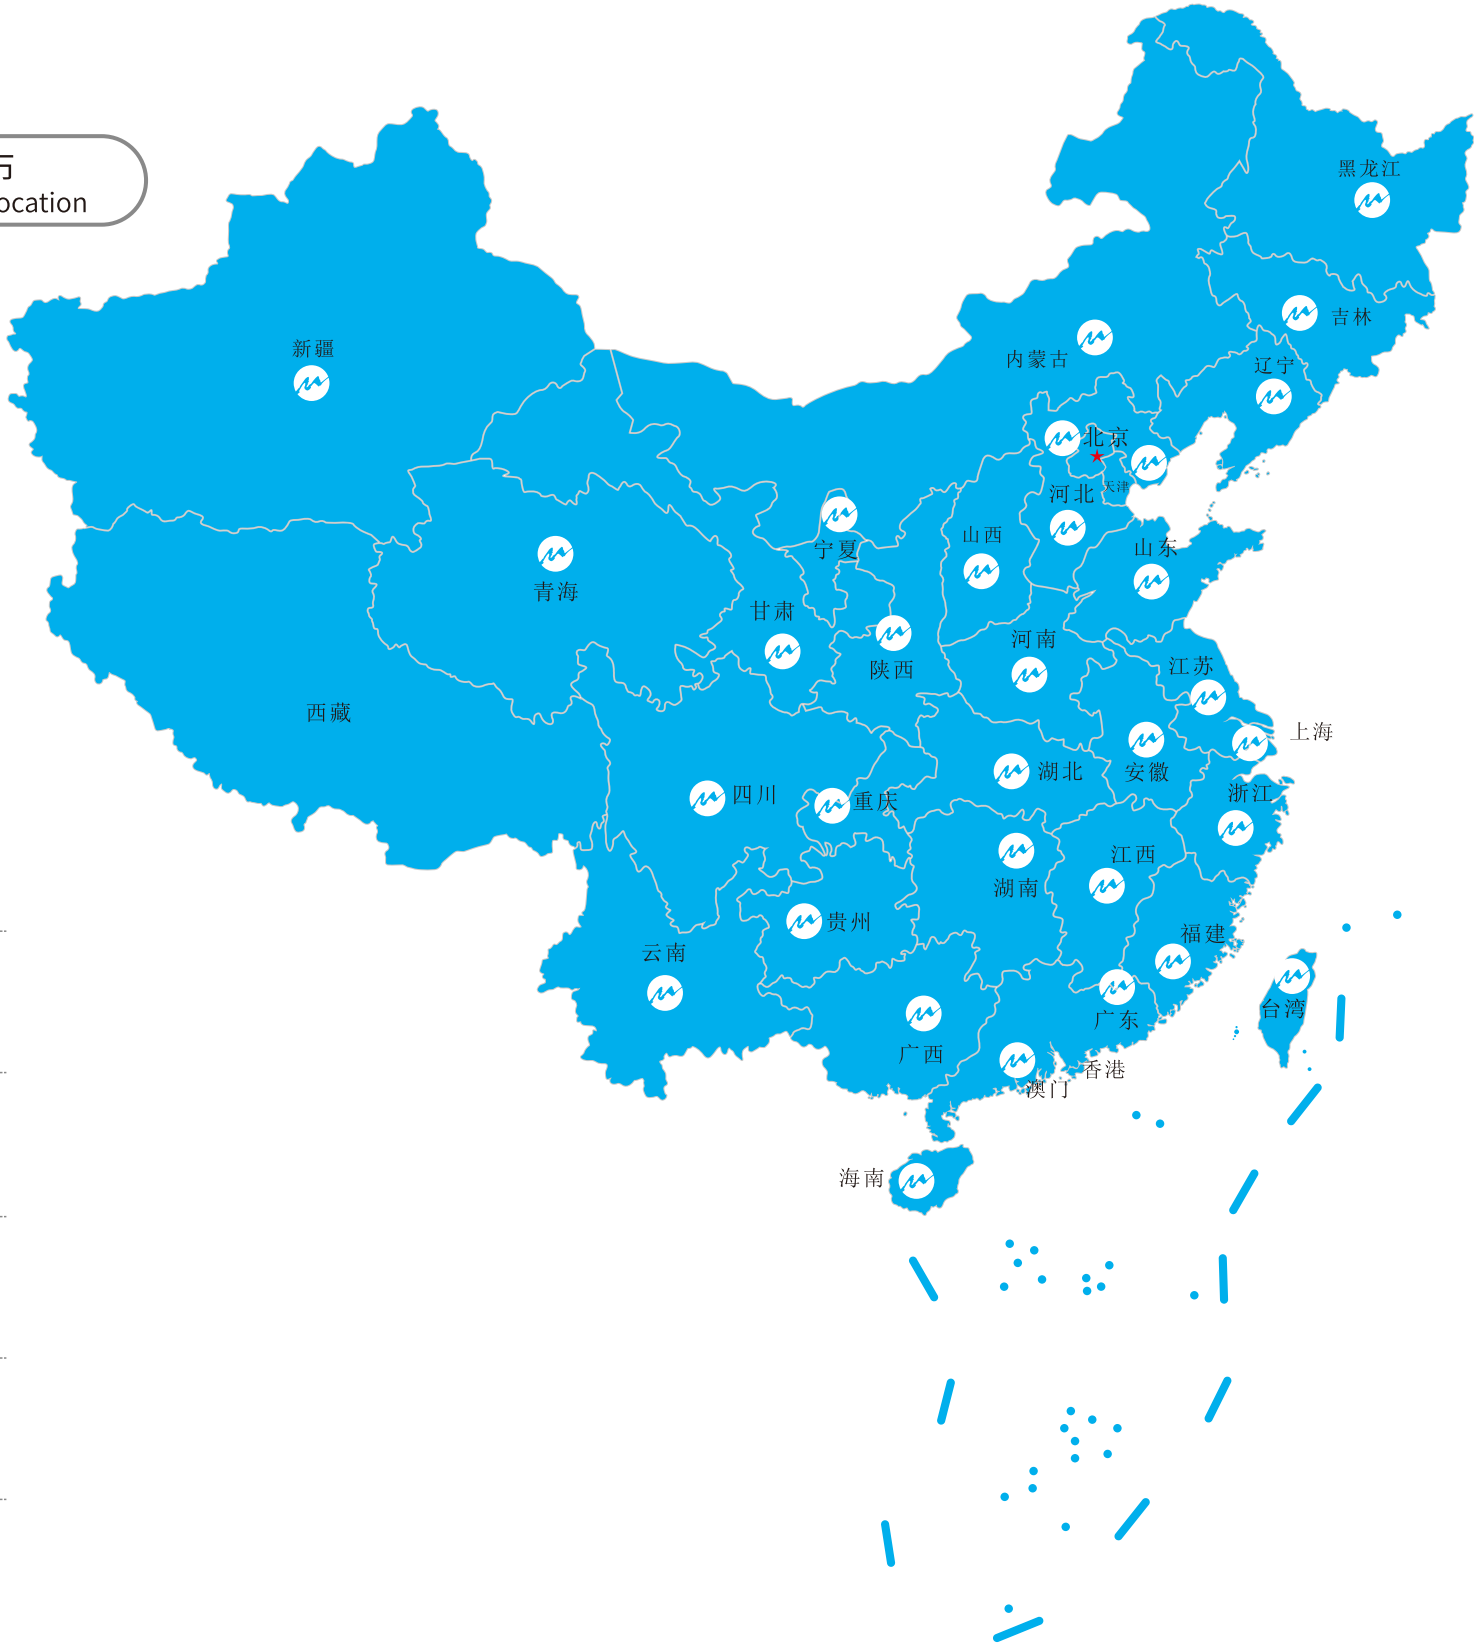 ocation
黑龙江
吉林
辽宁
新疆
内蒙古
北京
天津
河北
山西
山东
宁夏
青海
甘肃
陕西
河南
江苏
西藏
上海
安徽
湖北
四川
重庆
浙江
江西
湖南
贵州
福建
云南
台湾
广东
广西
香港
澳门
海南